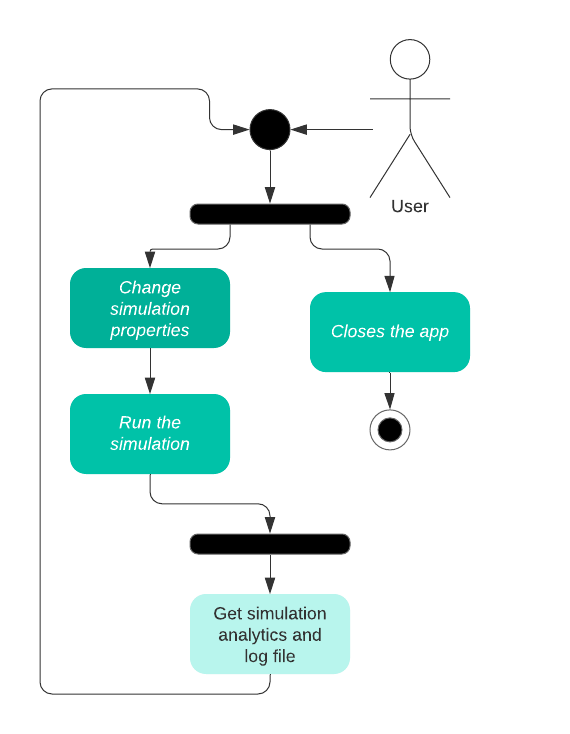 User
Change
simulation
properties
Closes the app
Run the
simulation
Get simulation
analytics and
log file